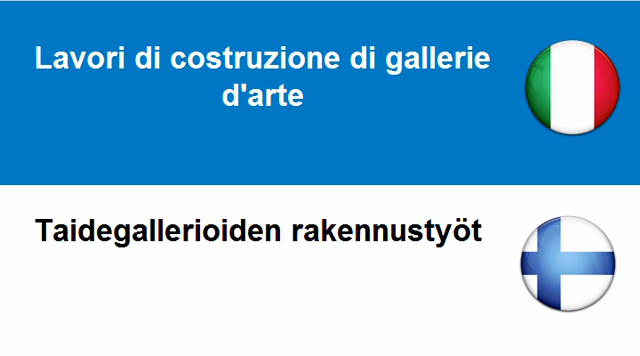 Lavori di costruzione di gallerie
d'arte
Taidegallerioiden rakennustyöt